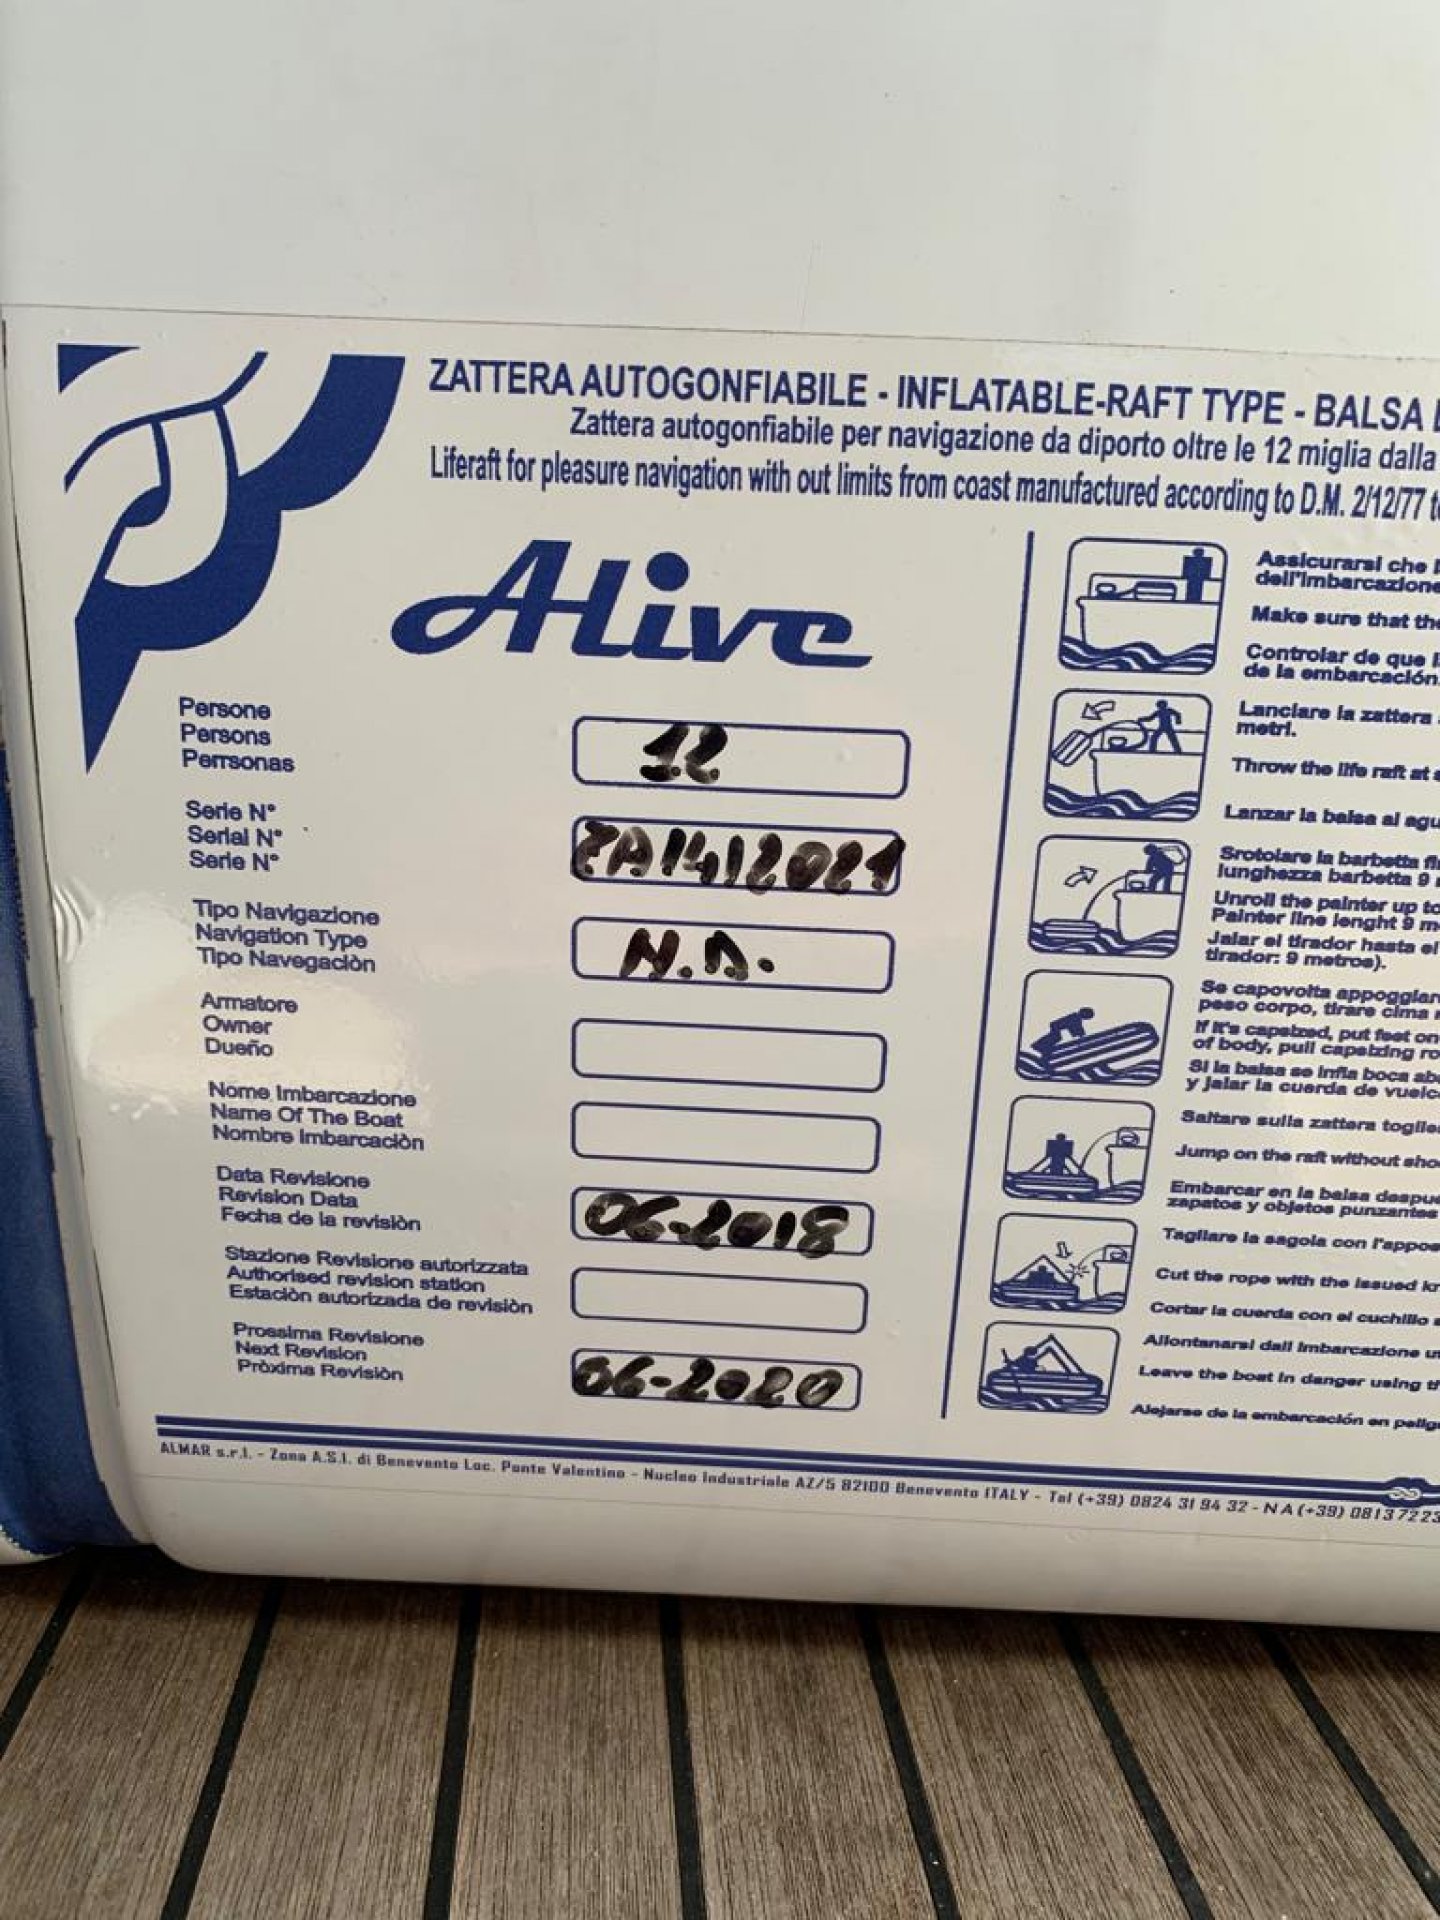 ZATTERA AUTOGONFIABILE - INFLATABLE-RAFT TYPE - BALSA
Zattera autogonfiabile per navigazione da diporto oltre le 12 miglia dalla
Liferaft for pleasure navigation with out limits from coast manufactured according to D.M. 2/12/77
Alive
Persone
Persons
Perrsonas
12
Serie N°
Serial N°
Serie N°
ZA1412021
Tipo Navigazione
Navigation Type
Tipo Navegaciòn
N.D.
Armatore
Owner
Dueño
Nome Imbarcazione
Name Of The Boat
Nombre Imbarcaciòn
Data Revisione
Revision Data
Fecha de la revisiòn
06-2018
Stazione Revisione autorizzata
Authorised revision station
Estaciòn autorizada de revisiòn
Prossima Revisione
Next Revision
Pròxima Revisiòn
06-2020
Assicurarsi che
dell'imbarcazione
Make sure that the
Controlar de que
de la embarcación.
Lanciare la zattera
metri.
Throw the life raft at
Lanzar la balsa al agu
Srotolare la barbetta
lunghezza barbetta 9
Unroll the painter up to
Painter line lenght 9
Jalar el tirador hasta el
tirador: 9 metros).
Se capovolta appoggiar
peso corpo, tirare cima
If it's capsized, put feet on
of body, pull capsizing
Si la balsa se infla boca
y jalar la cuerda de
Saltare sulla zattera
Jump on the raft without
Embarcar en la balsa
zapatos y objetos punzantes
Tagliare la sagola con l'appos
Cut the rope with the issued
Cortar la cuerda con el cuchillo
Allontanarsi dall imbarcazione
Leave the boat in danger using
Alejarse de la embarcación en
ALMAR s.r.l. - Zona A.S.I. di Benevento Loc. Ponte Valentino - Nucleo Industriale AZ/5 82100 Benevento ITALY - Tel (+39) 0824 31 94 32 - N A (+39) 0813 72 23